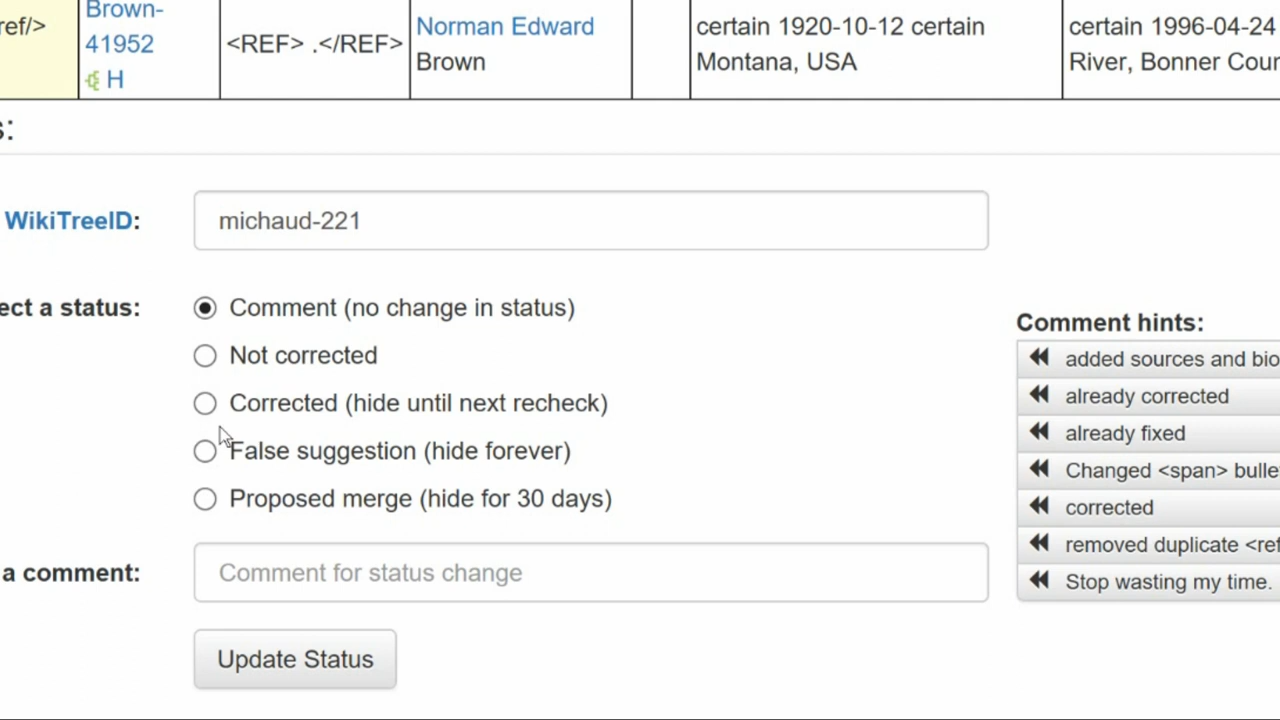 ref/>
Brown-
41952
H
<REF> .</REF>
Norman Edward
Brown
certain 1920-10-12 certain
Montana, USA
certain 1996-04-24
River, Bonner Cour
s:
WikiTreeID:
michaud-221
ect a status:
Comment (no change in status)
Not corrected
Corrected (hide until next recheck)
False suggestion (hide forever)
Proposed merge (hide for 30 days)
Comment hints:
added sources and bio
already corrected
already fixed
Changed <span> bulle
corrected
removed duplicate <ref
Stop wasting my time.
a comment:
Comment for status change
Update Status